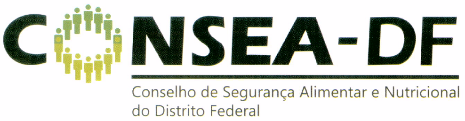 CONSEA-DF
Conselho de Segurança Alimentar e Nutricional
do Distrito Federal